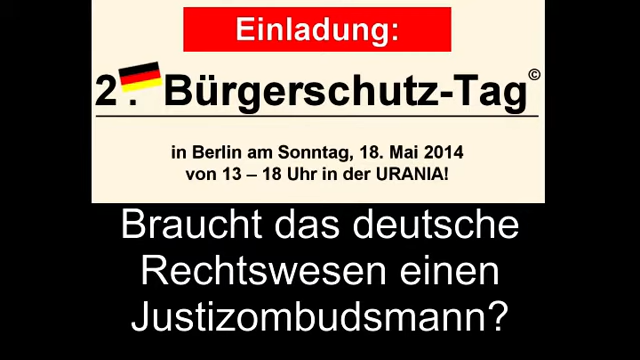 Einladung:
2. Bürgerschutz-Tag©
in Berlin am Sonntag, 18. Mai 2014
von 13 – 18 Uhr in der URANIA!
Braucht das deutsche
Rechtswesen einen
Justizombudsmann?